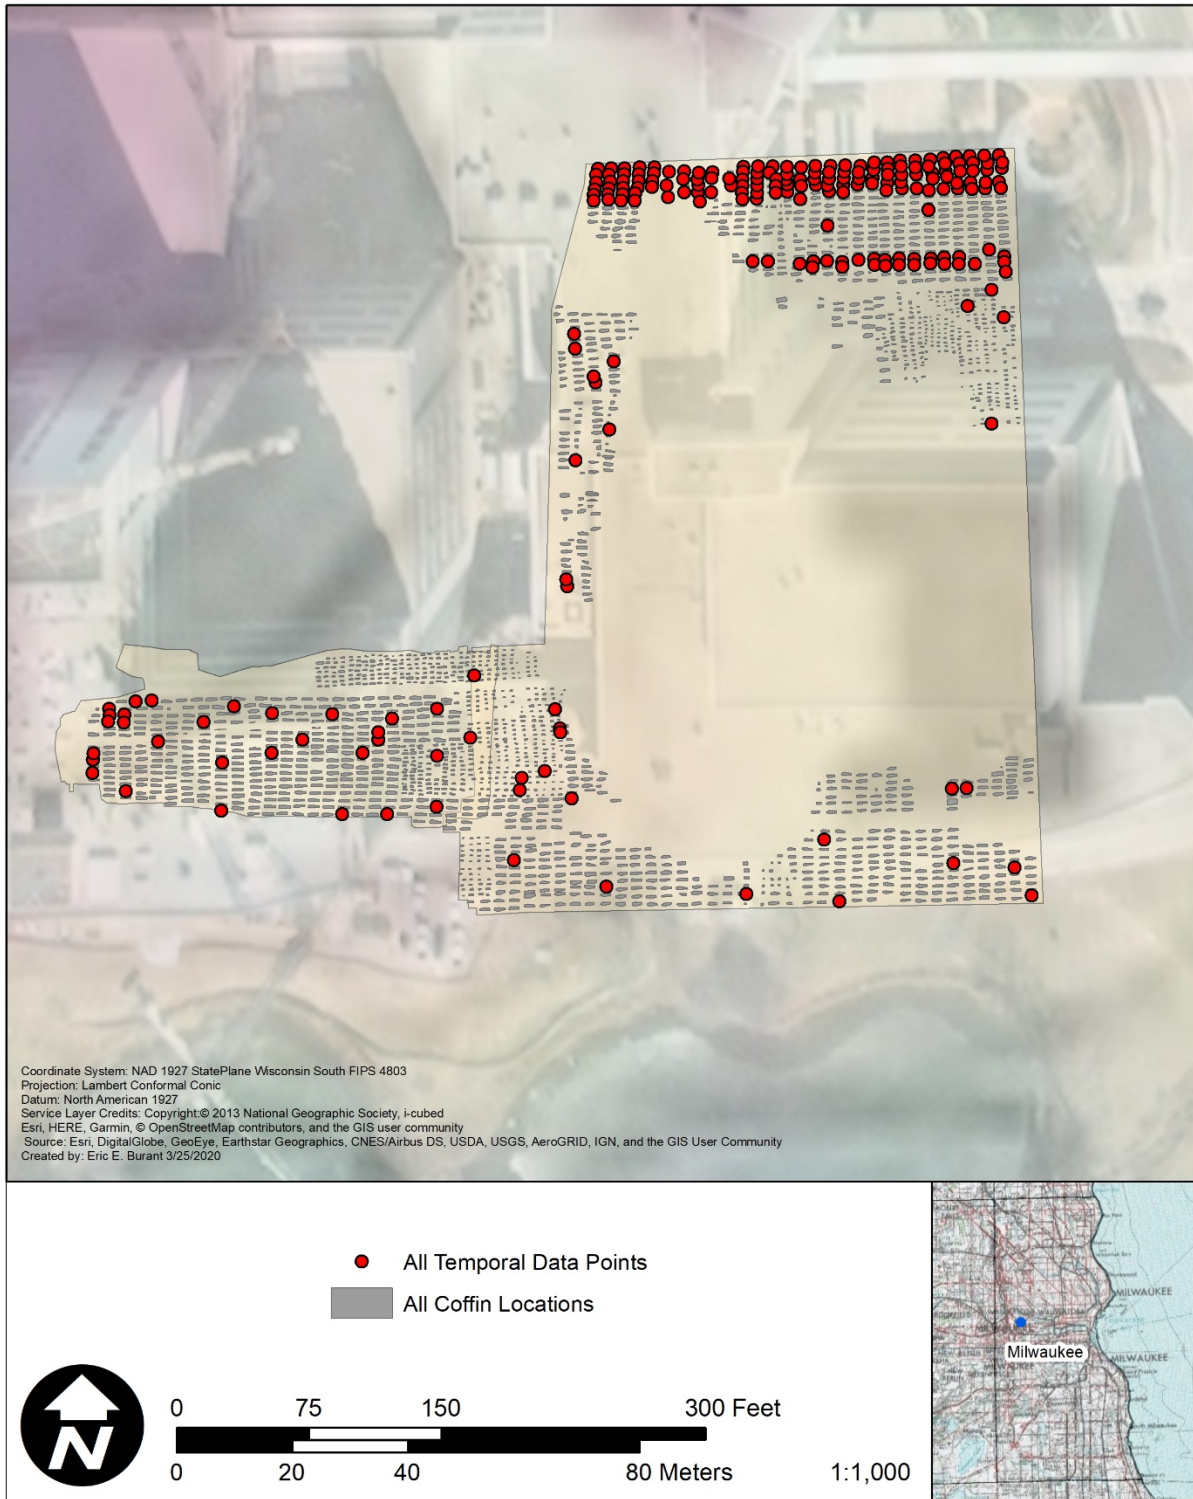 Coordinate System: NAD 1927 StatePlane Wisconsin South FIPS 4803
Projection: Lambert Conformal Conic
Datum: North American 1927
Service Layer Credits: Copyright:© 2013 National Geographic Society, i-cubed
Esri, HERE, Garmin, © OpenStreetMap contributors, and the GIS user community
Source: Esri, DigitalGlobe, GeoEye, Earthstar Geographics, CNES/Airbus DS, USDA, USGS, AeroGRID, IGN, and the GIS User Community
Created by: Eric E. Burant 3/25/2020
All Temporal Data Points
All Coffin Locations
N
0 75 150 300 Feet
0 20 40 80 Meters
1:1,000
MILWAUKEE
Milwaukee
MILWAUKEE